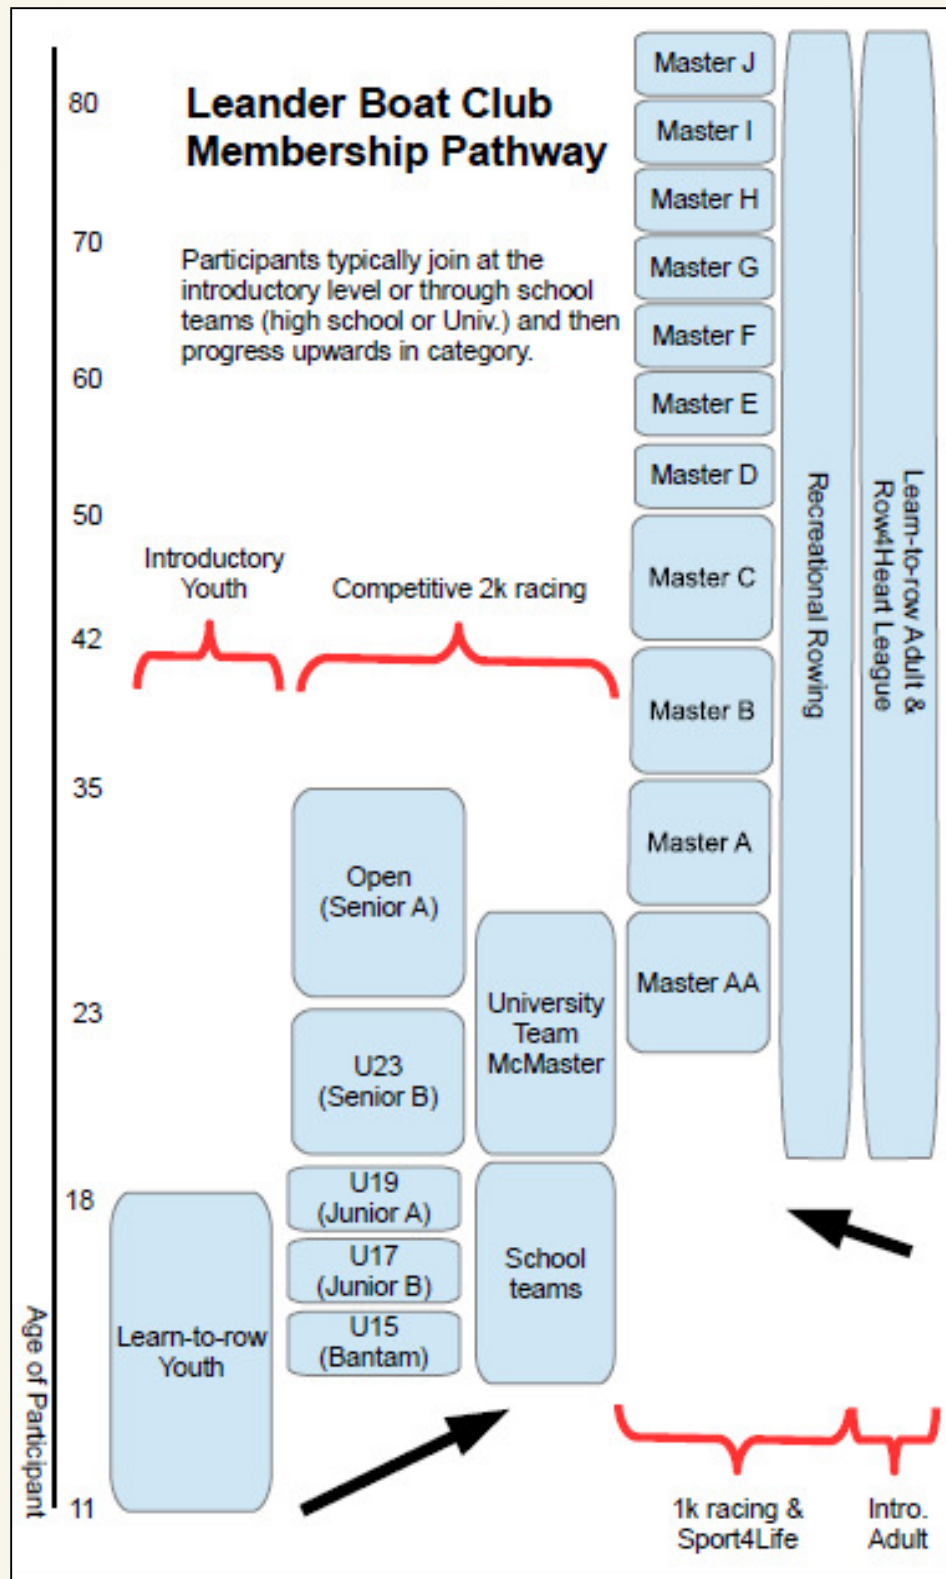 Leander Boat Club
Membership Pathway
Participants typically join at the
introductory level or through school
teams (high school or Univ.) and then
progress upwards in category.
80
70
60
50
42
35
23
18
11
Age of Participant
Introductory
Youth
Competitive 2k racing
Learn-to-row
Youth
Open
(Senior A)
U23
(Senior B)
U19
(Junior A)
U17
(Junior B)
U15
(Bantam)
University
Team
McMaster
School
teams
Master J
Master I
Master H
Master G
Master F
Master E
Master D
Master C
Master B
Master A
Master AA
Recreational Rowing
Learn-to-row Adult &
Row4Heart League
1k racing &
Sport4Life
Intro.
Adult